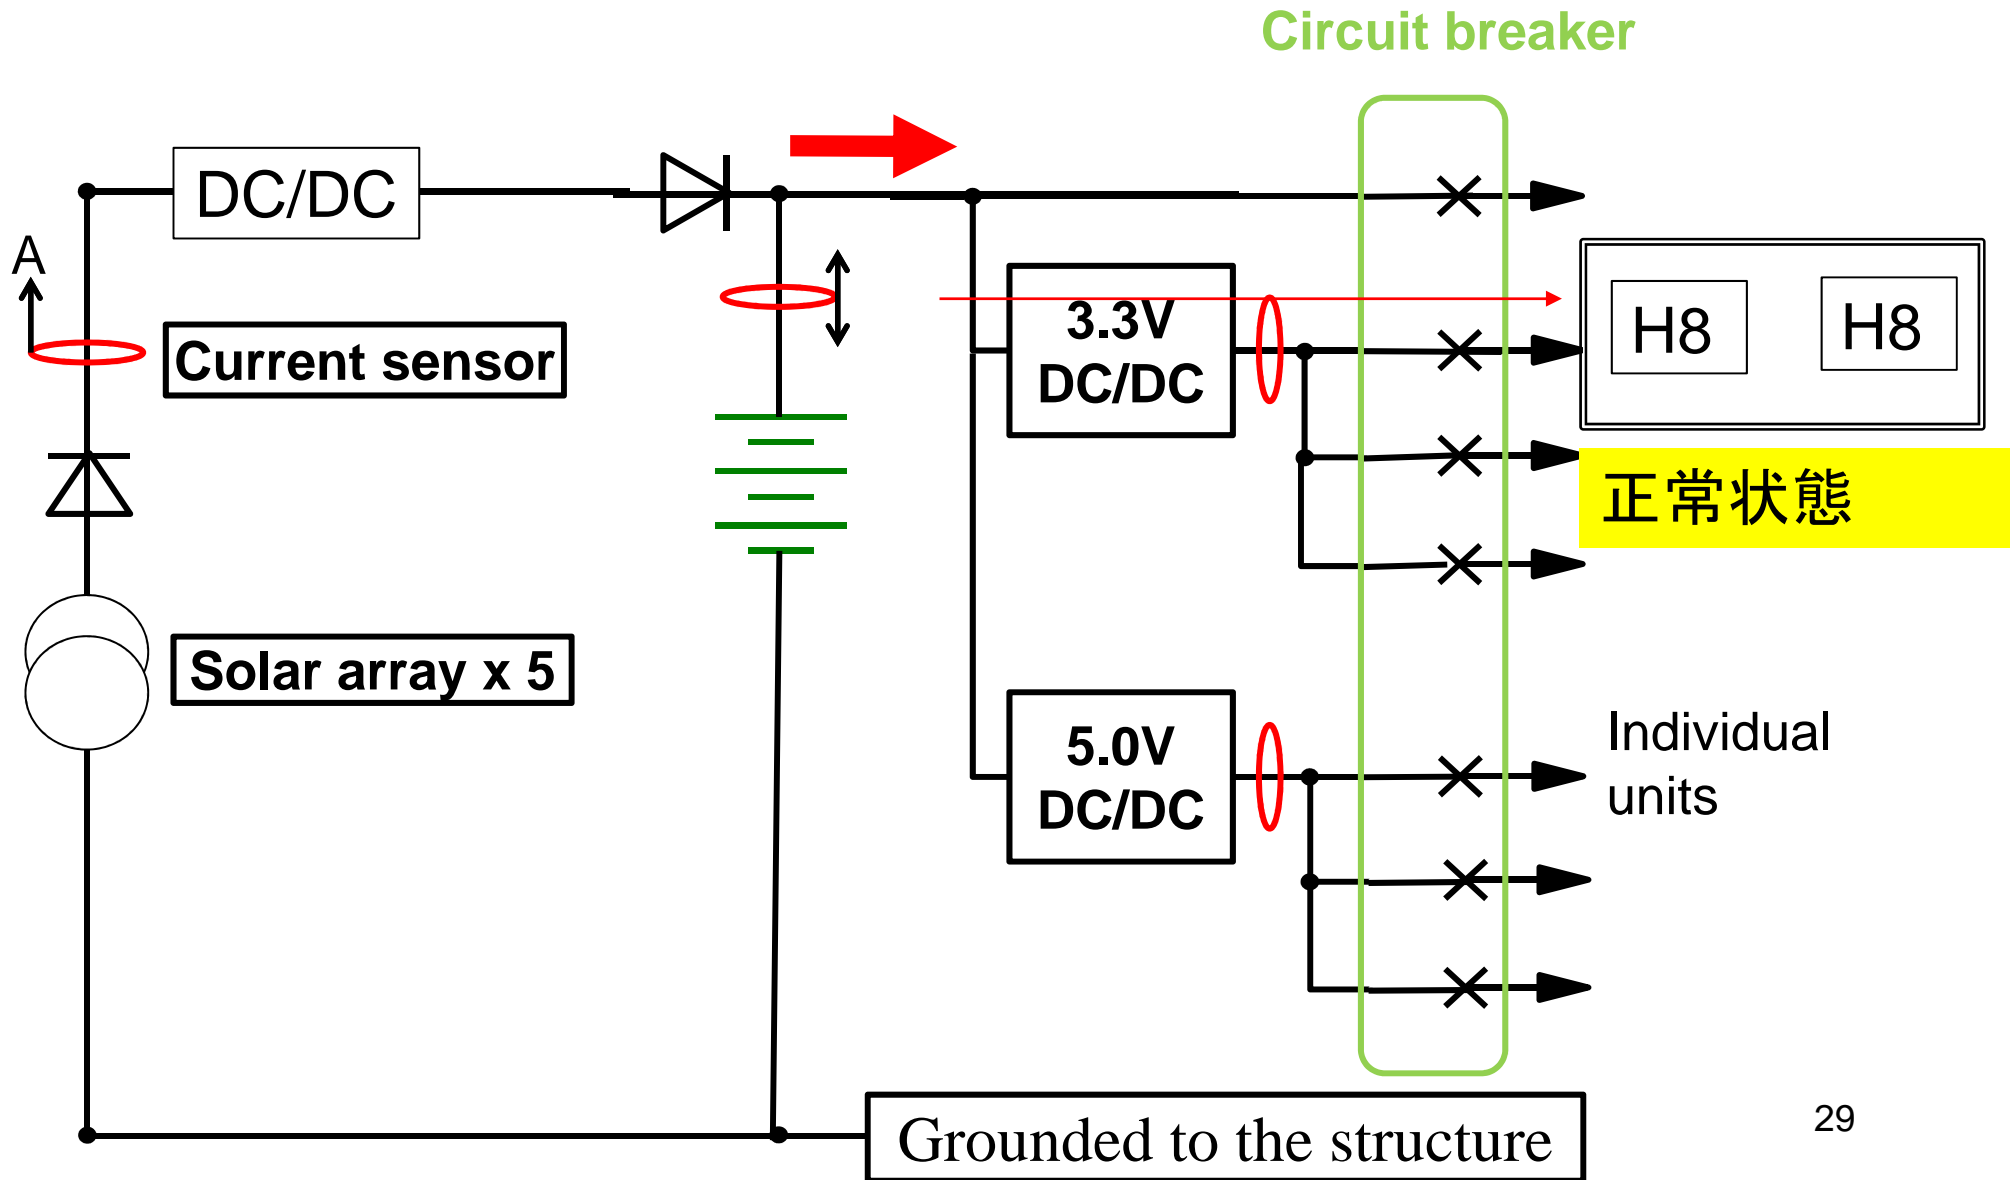 Circuit breaker
DC/DC
A
Current sensor
3.3V
DC/DC
H8
H8
正常状態
Solar array x 5
5.0V
DC/DC
Individual
units
Grounded to the structure
29